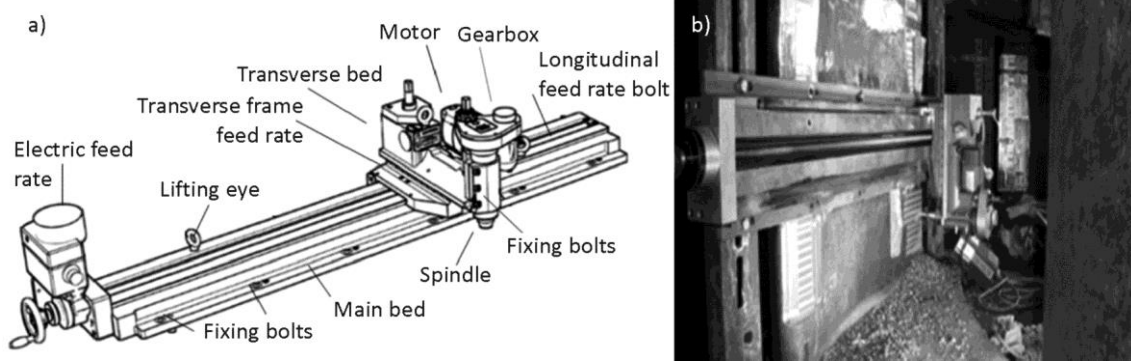 a)
Motor
Gearbox
Transverse bed
Longitudinal
feed rate bolt
Transverse frame
feed rate
Electric feed
rate
Lifting eye
Fixing bolts
Spindle
Main bed
Fixing bolts
b)